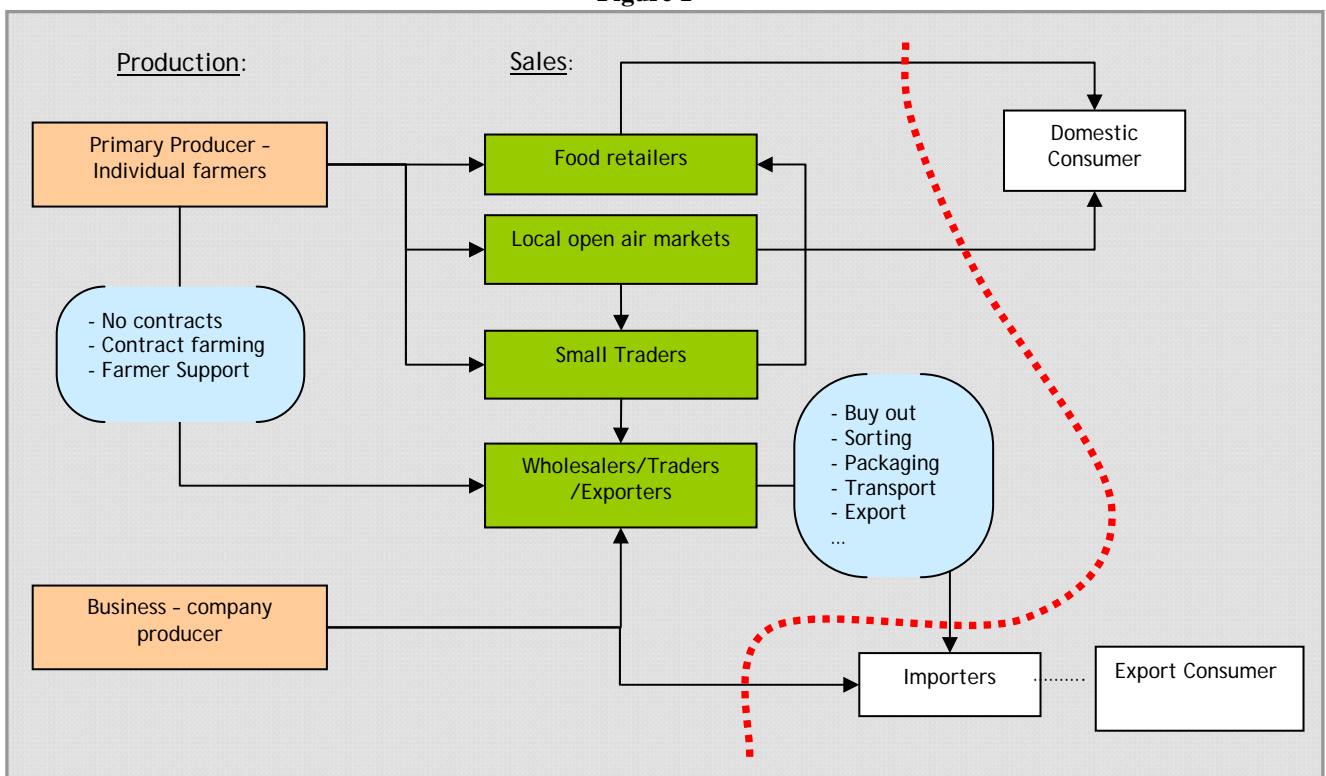 Figure
Production:
Sales:
Primary Producer –
Individual farmers
Food retailers
Domestic
Consumer
Local open air markets
- No contracts
- Contract farming
- Farmer Support
Small Traders
- Buy out
- Sorting
- Packaging
- Transport
- Export
...
Wholesalers/Traders
/Exporters
Business – company
producer
Importers
..........
Export Consumer